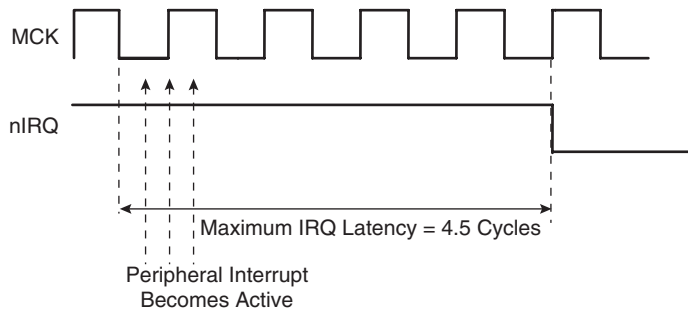 MCK
nIRQ
Maximum IRQ Latency = 4.5 Cycles
Peripheral Interrupt
Becomes Active